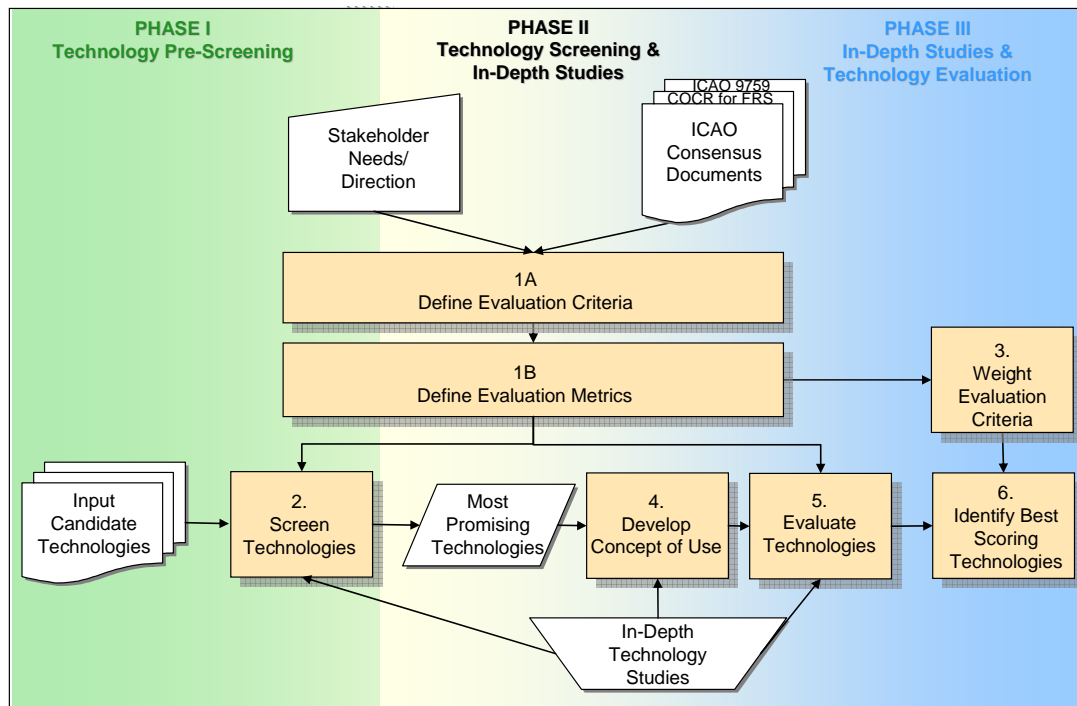 PHASE I
Technology Pre-Screening
PHASE II
Technology Screening &
In-Depth Studies
PHASE III
In-Depth Studies &
Technology Evaluation
Stakeholder
Needs/
Direction
ICAO 9759
COCR for FRS
ICAO
Consensus
Documents
1A
Define Evaluation Criteria
1B
Define Evaluation Metrics
3.
Weight
Evaluation
Criteria
Input
Candidate
Technologies
2.
Screen
Technologies
Most
Promising
Technologies
4.
Develop
Concept of Use
5.
Evaluate
Technologies
6.
Identify Best
Scoring
Technologies
In-Depth
Technology
Studies